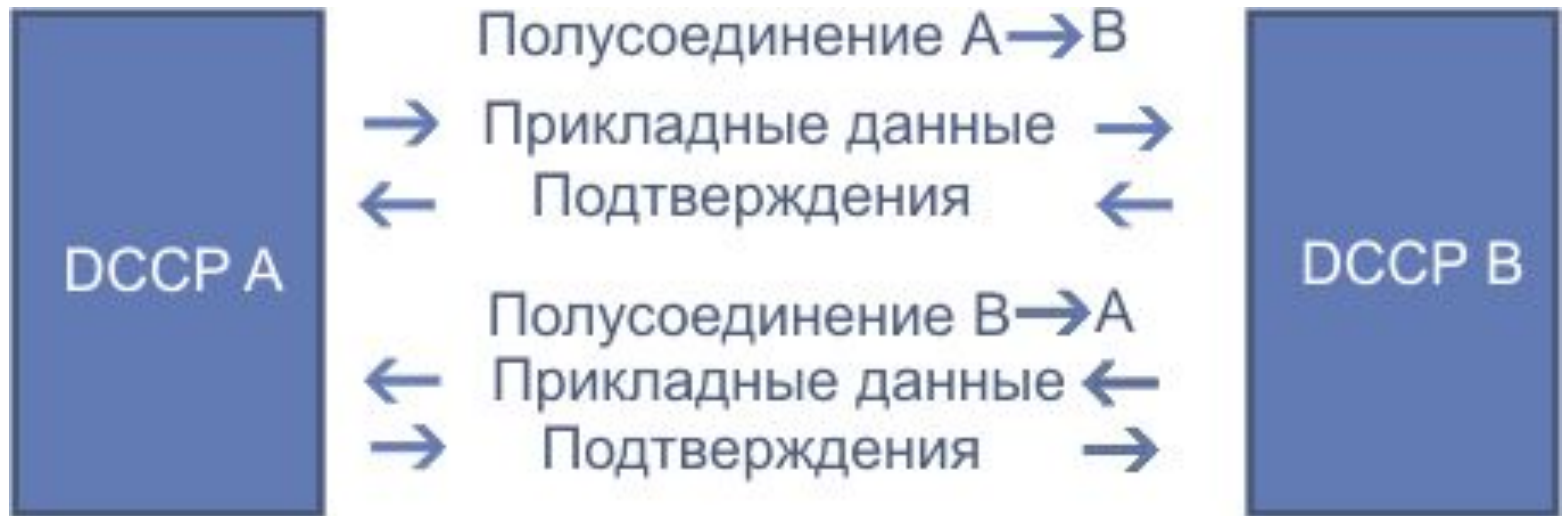 Полусоединение A→B
→ Прикладные данные →
← Подтверждения ←
DCCP A
DCCP B
Полусоединение B→A
← Прикладные данные ←
→ Подтверждения →